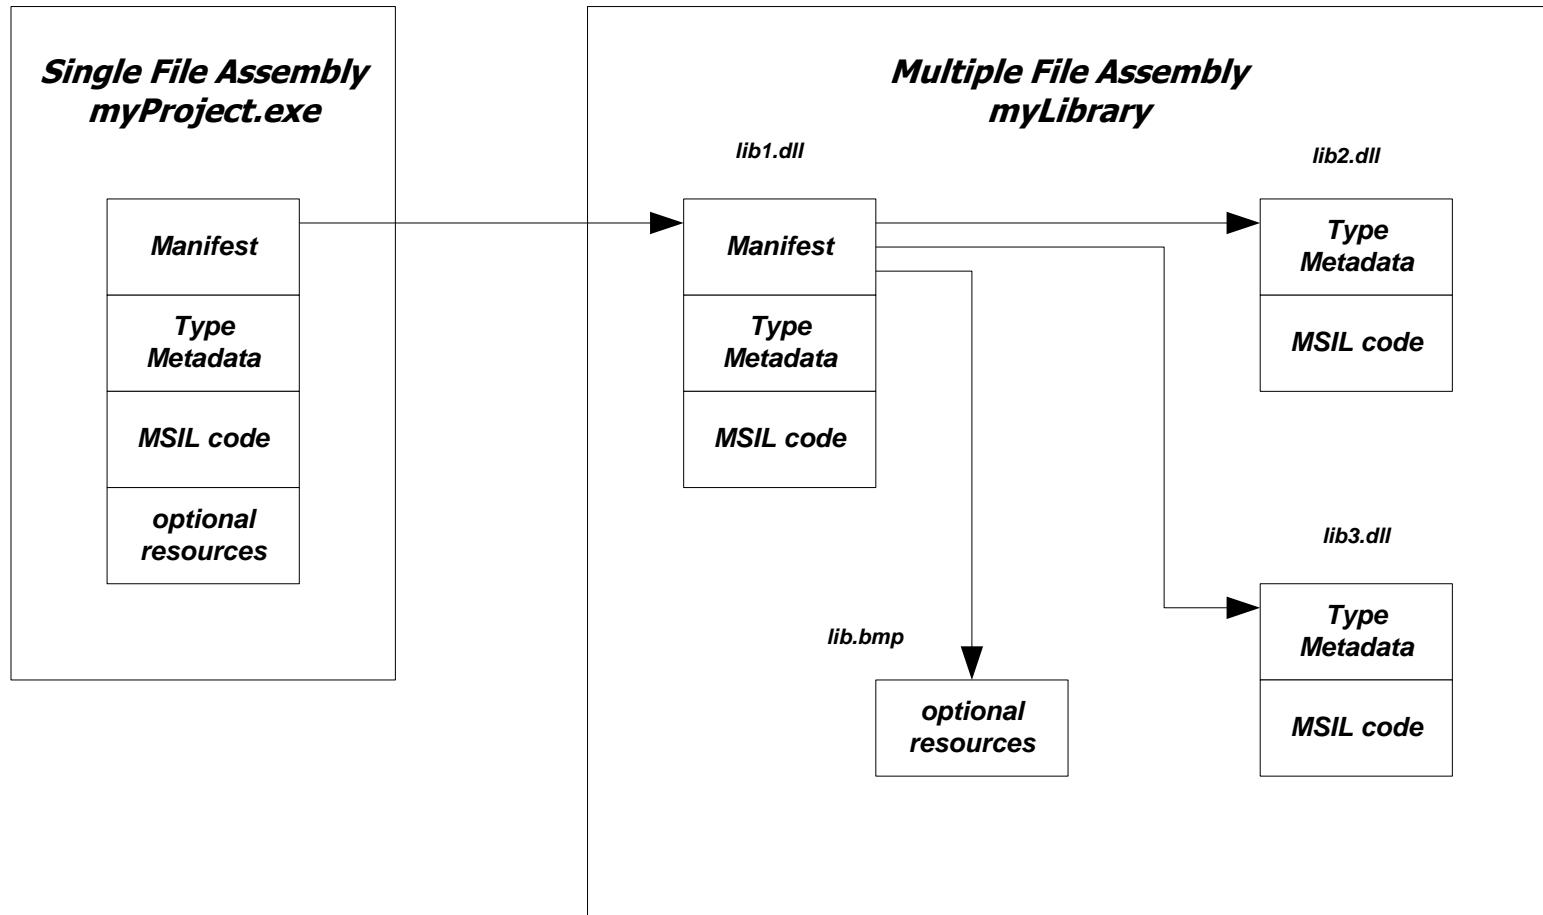 Single File Assembly
myProject.exe
Manifest
Type
Metadata
MSIL code
optional
resources
Multiple File Assembly
myLibrary
lib1.dll
Manifest
Type
Metadata
MSIL code
lib2.dll
Type
Metadata
MSIL code
lib.bmp
optional
resources
lib3.dll
Type
Metadata
MSIL code